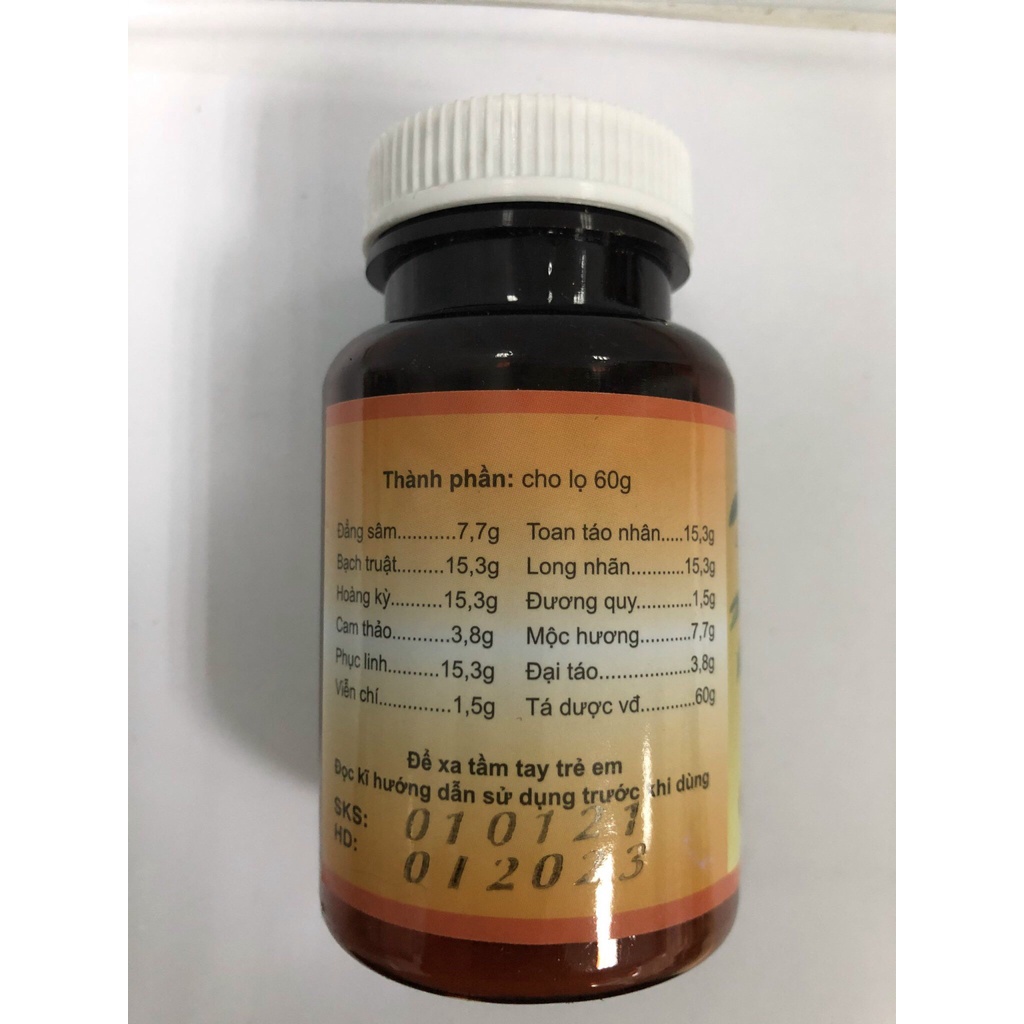 Thành phần: cho lọ 60g
Đẳng sâm...........7,7g
Bạch truật.........15,3g
Hoàng kỳ..........15,3g
Cam thảo...........3,8g
Phục linh..........15,3g
Viễn chí..............1,5g
Toan táo nhân.....15,3g
Long nhãn...........15,3g
Đương quy............1,5g
Mộc hương...........7,7g
Đại táo..................3,8g
Tá dược vđ............60g
Để xa tầm tay trẻ em
Đọc kĩ hướng dẫn sử dụng trước khi dùng
SKS: 010121
HD: 012023